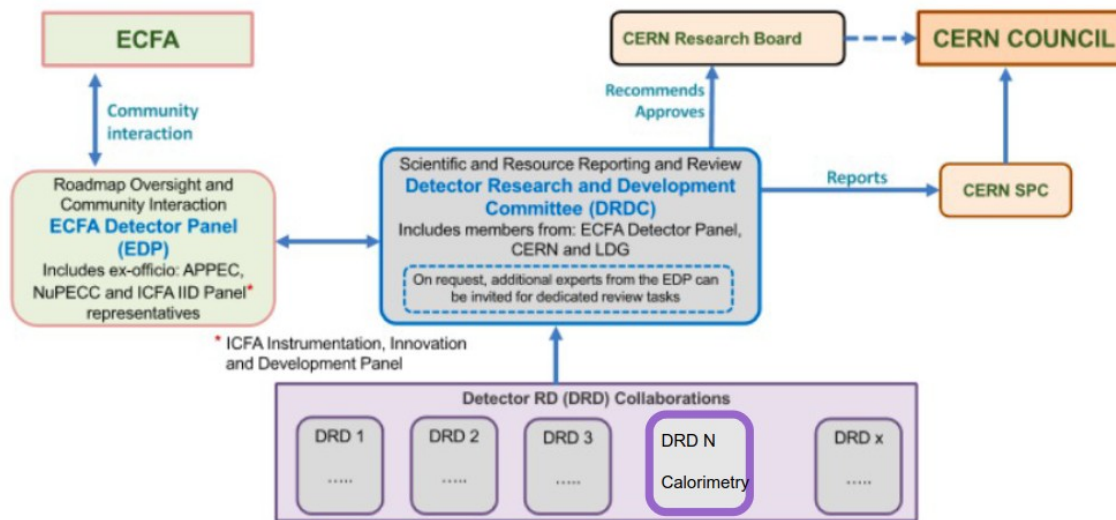 ECFA
CERN Research Board
CERN COUNCIL
Community
interaction
Recommends
Approves
Roadmap Oversight and
Community Interaction
ECFA Detector Panel
(EDP)
Includes ex-officio: APPEC,
NuPECC and ICFA IID Panel*
representatives
Scientific and Resource Reporting and Review
Detector Research and Development
Committee (DRDC)
Includes members from: ECFA Detector Panel,
CERN and LDG
On request, additional experts from the EDP can
be invited for dedicated review tasks
Reports
CERN SPC
* ICFA Instrumentation, Innovation
and Development Panel
Detector RD (DRD) Collaborations
DRD 1
.....
DRD 2
.....
DRD 3
.....
DRD N
Calorimetry
DRD x
.....